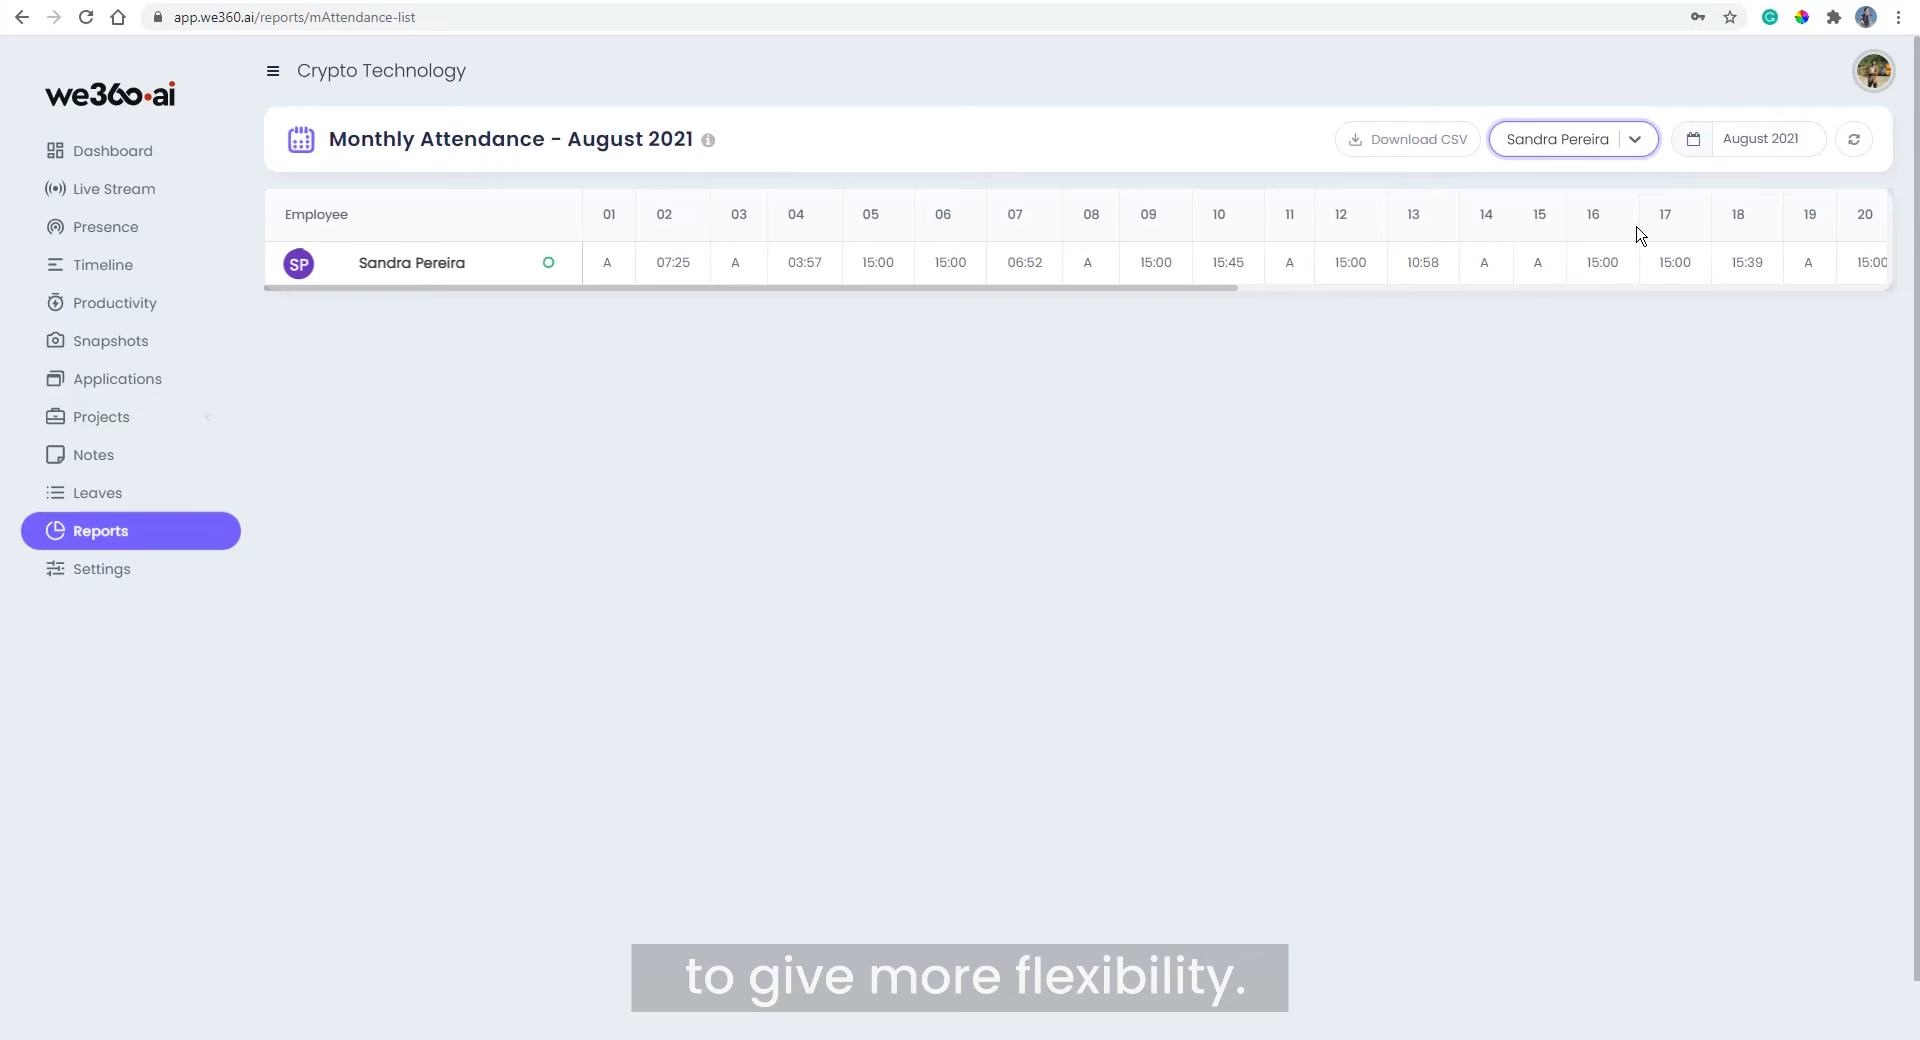 app.we360.ai/reports/mAttendance-list
we360.ai
Crypto Technology
Monthly Attendance - August 2021
Download CSV
Sandra Pereira
August 2021
Dashboard
Live Stream
Presence
Timeline
Productivity
Snapshots
Applications
Projects
Notes
Leaves
Reports
Settings
Employee 01 02 03 04 05 06 07 08 09 10 11 12 13 14 15 16 17 18 19 20
SP Sandra Pereira A 07:25 A 03:57 15:00 15:00 06:52 A 15:00 15:45 A 15:00 10:58 A A 15:00 15:00 15:39 A 15:00
to give more flexibility.